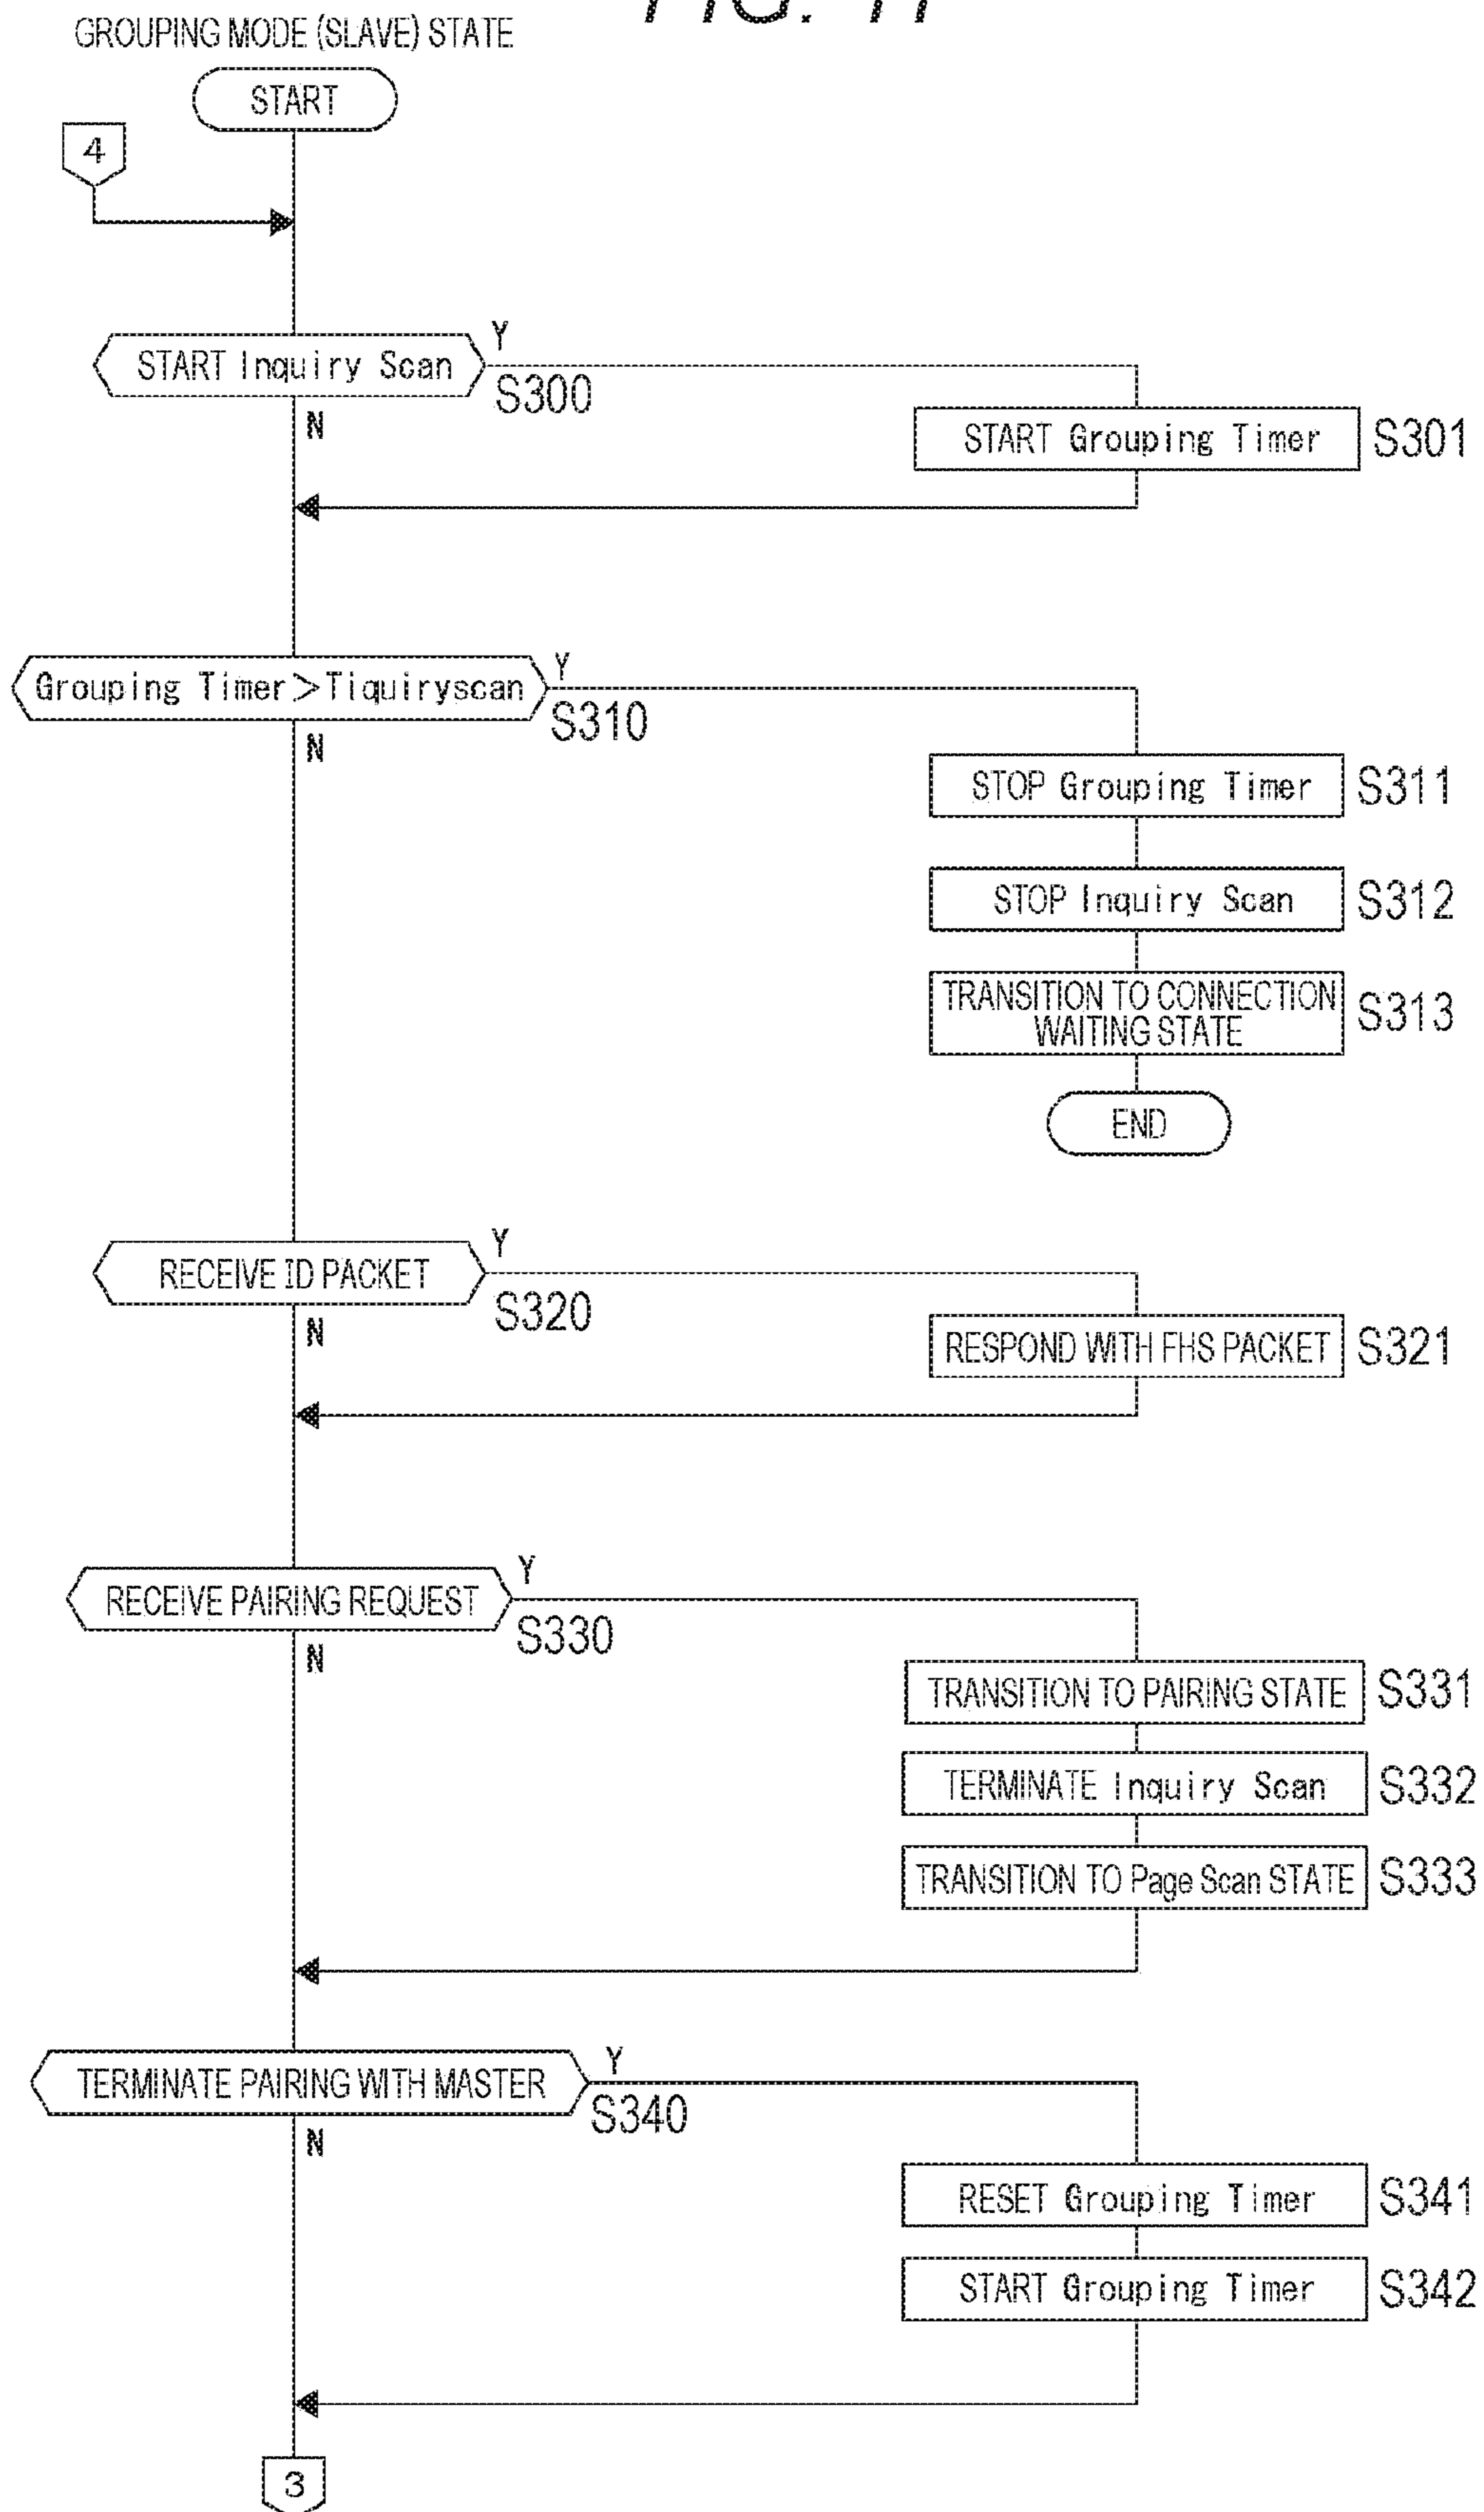 GROUPING MODE (SLAVE) STATE
START
4
START Inquiry Scan
Y
S300
N
START Grouping Timer
S301
Grouping Timer>Tiquiryscan
Y
S310
N
STOP Grouping Timer
S311
STOP Inquiry Scan
S312
TRANSITION TO CONNECTION
WAITING STATE
S313
END
RECEIVE ID PACKET
Y
S320
N
RESPOND WITH FHS PACKET
S321
RECEIVE PAIRING REQUEST
Y
S330
N
TRANSITION TO PAIRING STATE
S331
TERMINATE Inquiry Scan
S332
TRANSITION TO Page Scan STATE
S333
TERMINATE PAIRING WITH MASTER
Y
S340
N
RESET Grouping Timer
S341
START Grouping Timer
S342
3